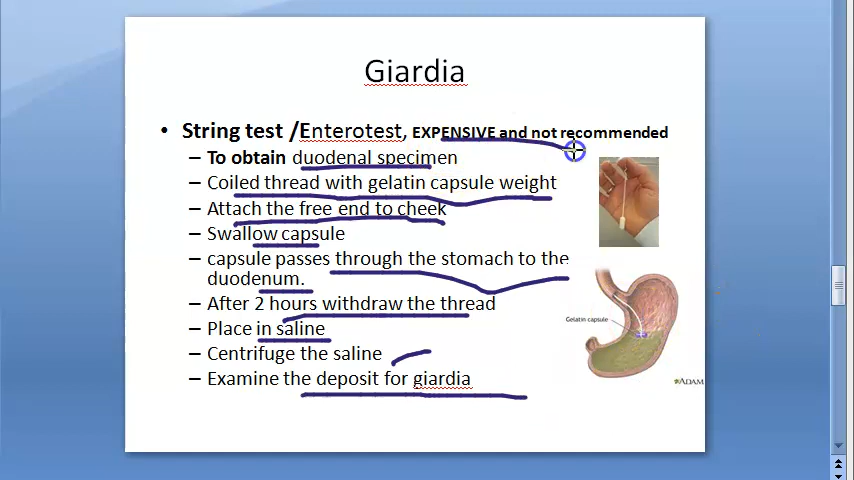 Giardia
• String test /Enterotest, EXPENSIVE and not recommended
– To obtain duodenal specimen
– Coiled thread with gelatin capsule weight
– Attach the free end to cheek
– Swallow capsule
– capsule passes through the stomach to the
duodenum.
– After 2 hours withdraw the thread
– Place in saline
– Centrifuge the saline
– Examine the deposit for giardia
Gelatin capsule
ADAM